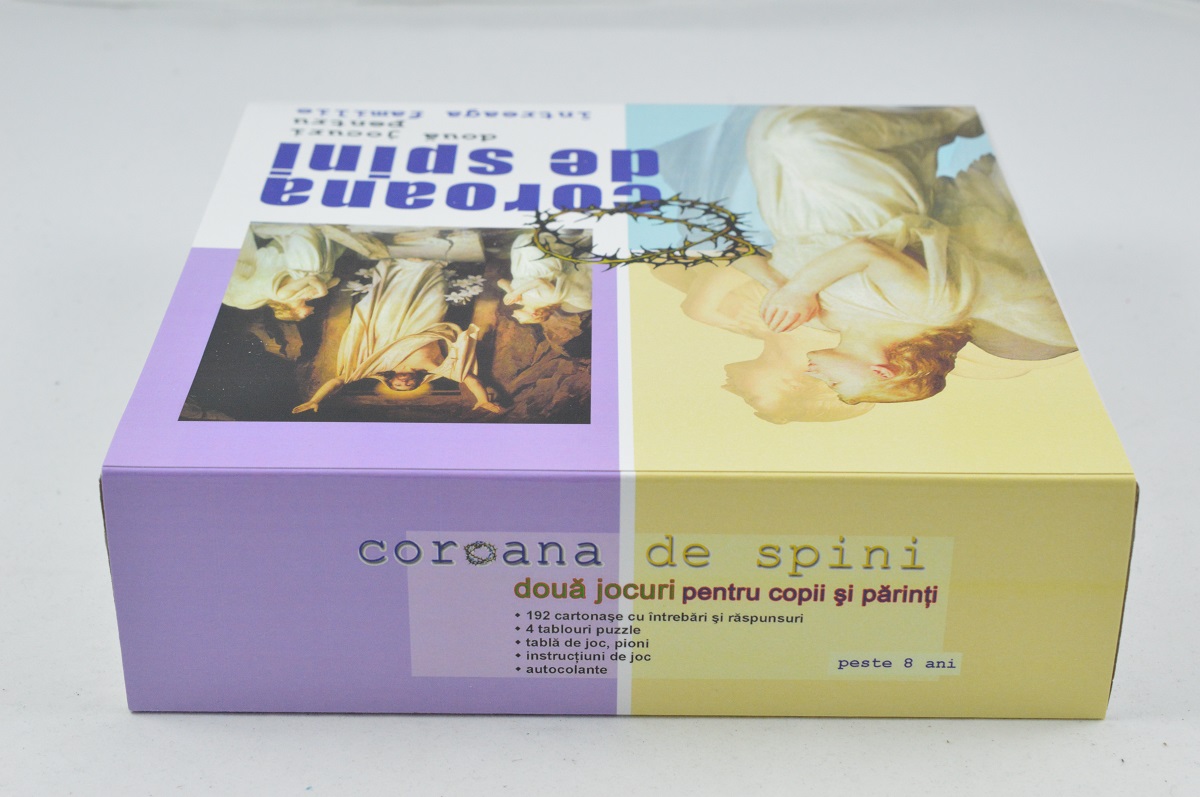 două jocuri
pentru
întreaga familie
coroana
de spini
coroana de spini
două jocuri pentru copii şi părinţi
• 192 cartonaşe cu întrebări şi răspunsuri
• 4 tablouri puzzle
• tablă de joc, pioni
• instrucţiuni de joc
• autocolante
peste 8 ani